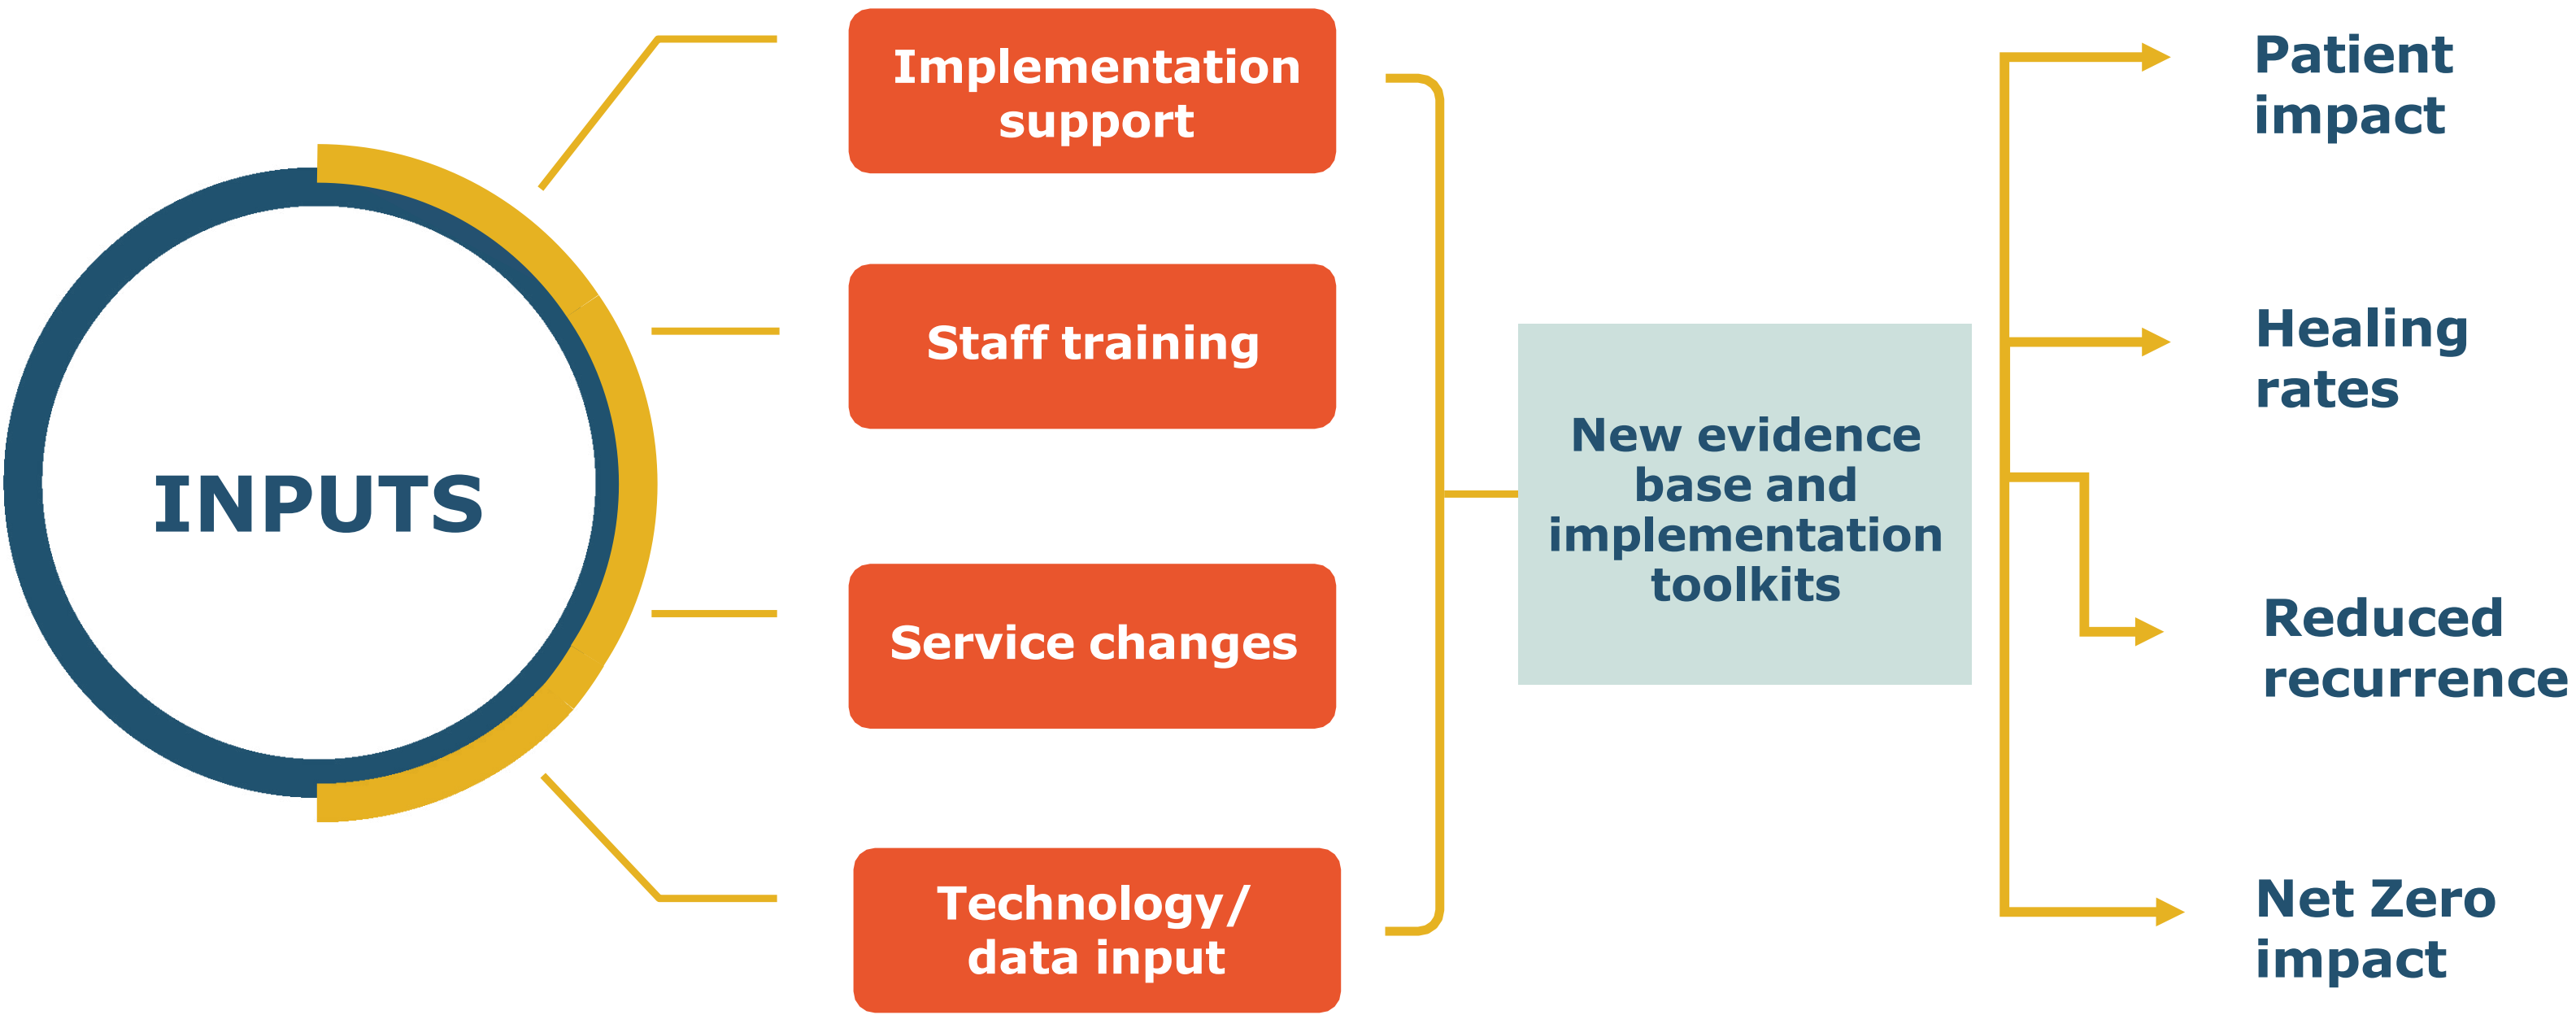 INPUTS
Implementation
support
Staff training
Service changes
Technology/
data input
New evidence
base and
implementation
toolkits
Patient
impact
Healing
rates
Reduced
recurrence
Net Zero
impact